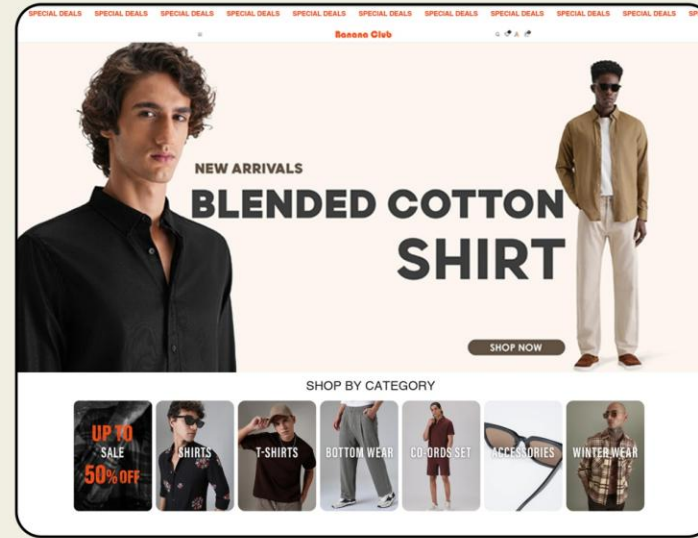 SPECIAL DEALS SPECIAL DEALS SPECIAL DEALS SPECIAL DEALS SPECIAL DEALS SPECIAL DEALS SPECIAL DEALS SPECIAL DEALS SPECIAL DEALS SPECIAL DEALS SP
Banana Club
NEW ARRIVALS
BLENDED COTTON
SHIRT
SHOP NOW
SHOP BY CATEGORY
UP TO
SALE
50% OFF
SHIRTS
T-SHIRTS
BOTTOM WEAR
CO-ORDS SET
ACCESSORIES
WINTER WEAR